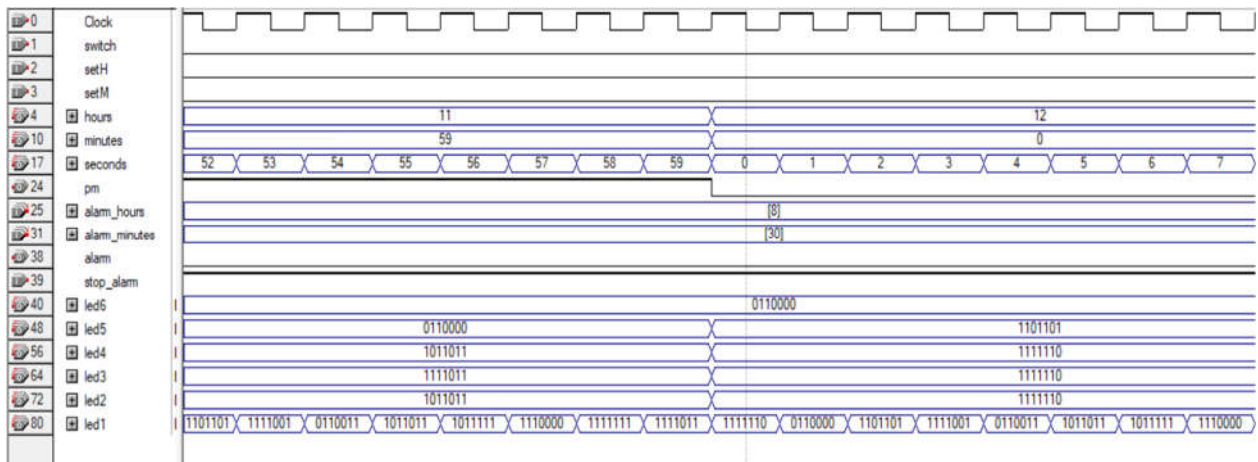 0 Clock
1 switch
2 setH
3 setM
4 hours 11 12
10 minutes 59 0
17 seconds 52 53 54 55 56 57 58 59 0 1 2 3 4 5 6 7
24 pm
25 alarm_hours [8]
31 alarm_minutes [30]
38 alarm
39 stop_alarm
40 led6 0110000
48 led5 0110000 1101101
56 led4 1011011 1111110
64 led3 1111011 1111110
72 led2 1011011 1111110
80 led1 1101101 1111001 0110011 1011011 1011111 1110000 1111111 1111011 1111110 0110000 1101101 1111001 0110011 1011011 1011111 1110000